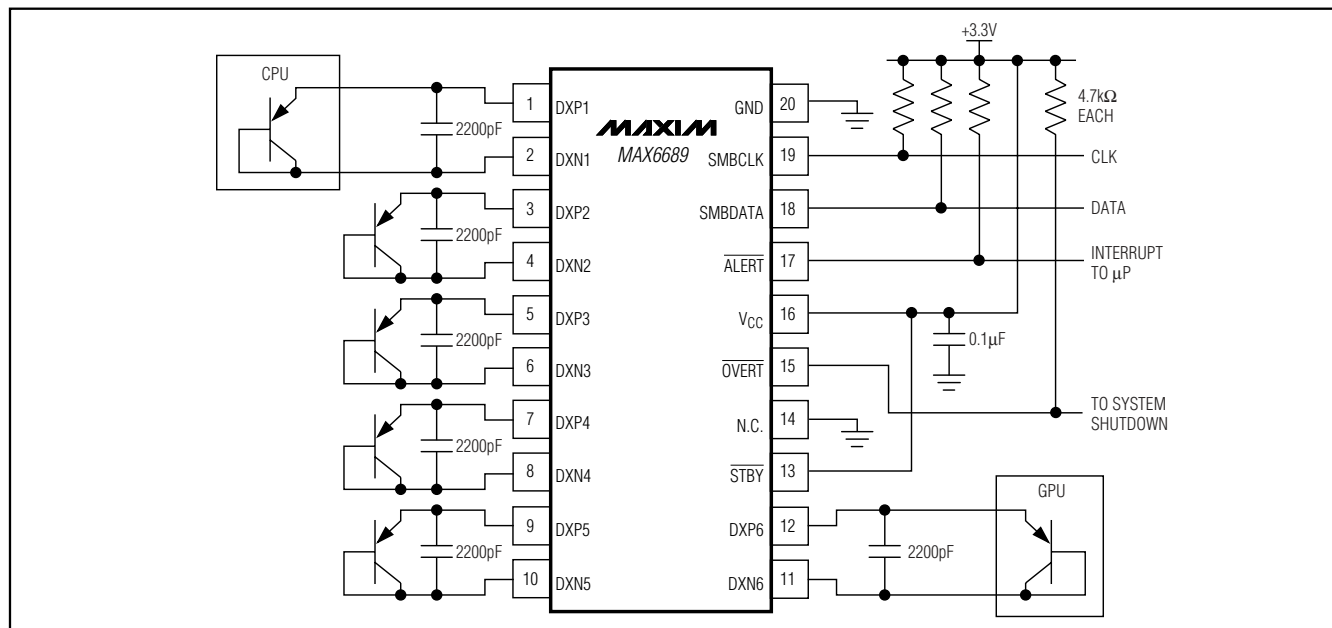 CPU
2200pF
2200pF
2200pF
2200pF
2200pF
1 DXP1
2 DXN1
3 DXP2
4 DXN2
5 DXP3
6 DXN3
7 DXP4
8 DXN4
9 DXP5
10 DXN5
MAXIM
MAX6689
GND 20
SMBCLK 19
SMBDATA 18
ALERT 17
VCC 16
OVERT 15
N.C. 14
STBY 13
DXP6 12
DXN6 11
+3.3V
4.7kΩ
EACH
CLK
DATA
INTERRUPT
TO μP
0.1μF
TO SYSTEM
SHUTDOWN
GPU
2200pF